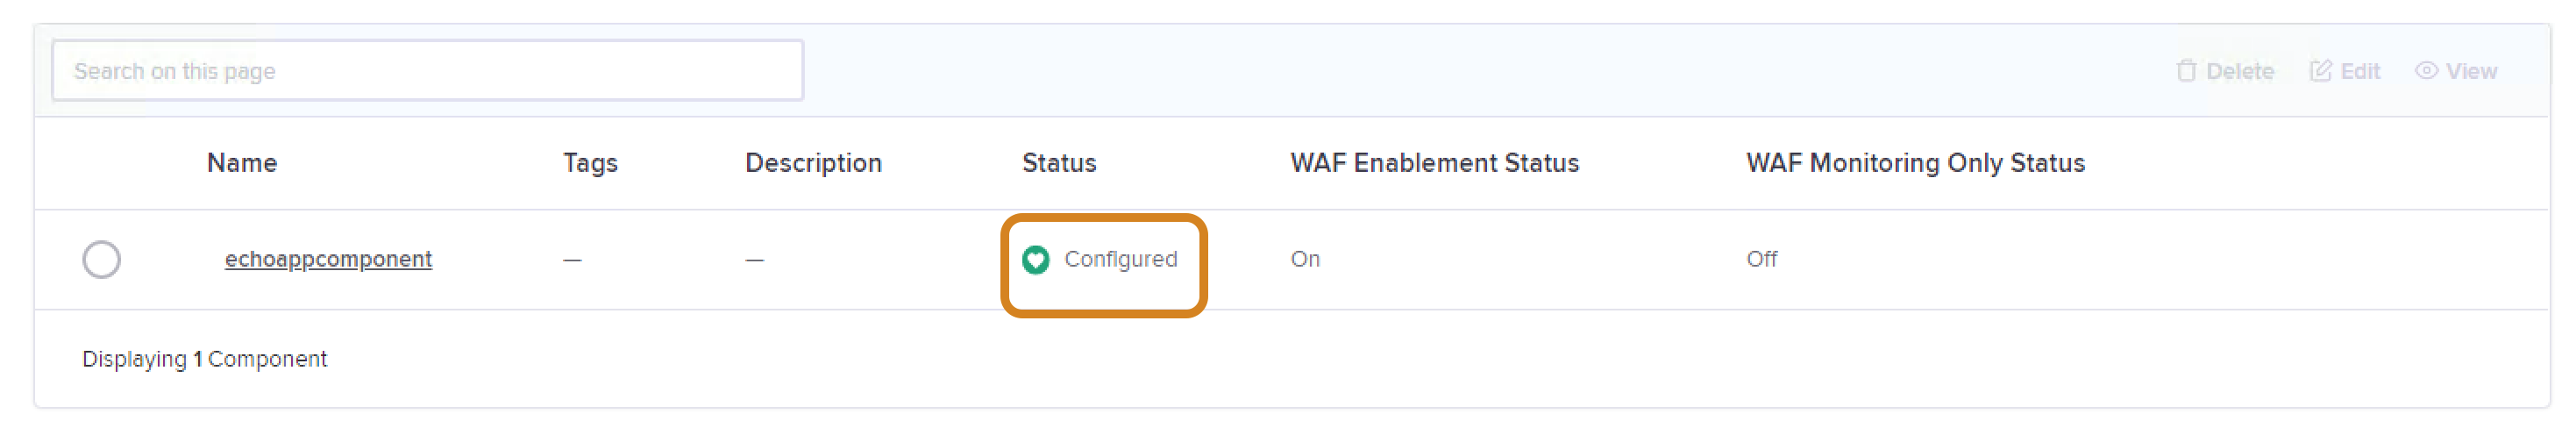 Search on this page Delete Edit View
Name Tags Description Status WAF Enablement Status WAF Monitoring Only Status
echoappcomponent — — Configured On Off
Displaying 1 Component